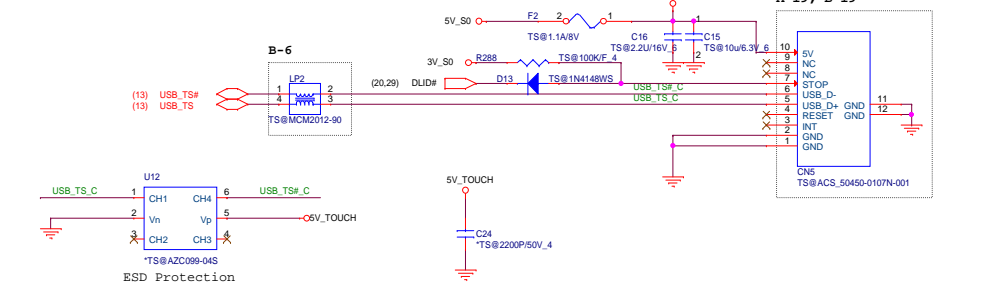 5V_S0
F2
2
1
TS@1.1A/8V
C16
TS@2.2U/16V_6
1
C15
TS@10u/6.3V_6
2
3V_S0
R288
TS@100K/F_4
(20,29)
DLID#
D13
TS@1N4148WS
USB_TS#_C
USB_TS_C
B-6
LP2
(13)
USB_TS#
1
2
(13)
USB_TS
4
3
TS@MCM2012-90
10
5V
9
NC
8
NC
7
STOP
6
USB_D-
5
USB_D+
GND
11
4
RESET
GND
12
3
INT
2
GND
1
GND
CN5
TS@ACS_50450-0107N-001
U12
USB_TS_C
1
CH1
CH4
6
USB_TS#_C
2
Vn
Vp
5
5V_TOUCH
3
CH2
CH3
4
*TS@AZC099-04S
ESD Protection
5V_TOUCH
C24
*TS@2200P/50V_4